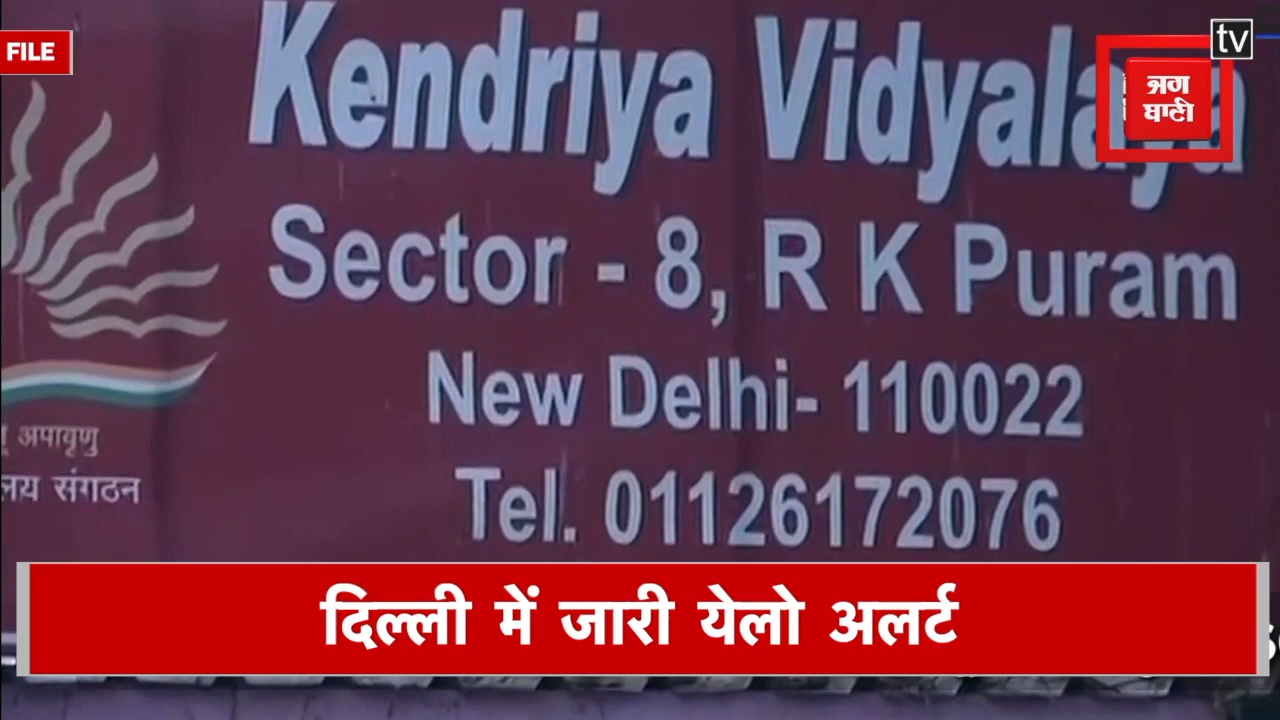 FILE
tv
जग
बाणी
Kendriya Vidyalaya
Sector - 8, R K Puram
New Delhi- 110022
Tel. 01126172076
अपावृणु
संगठन
दिल्ली में जारी येलो अलर्ट